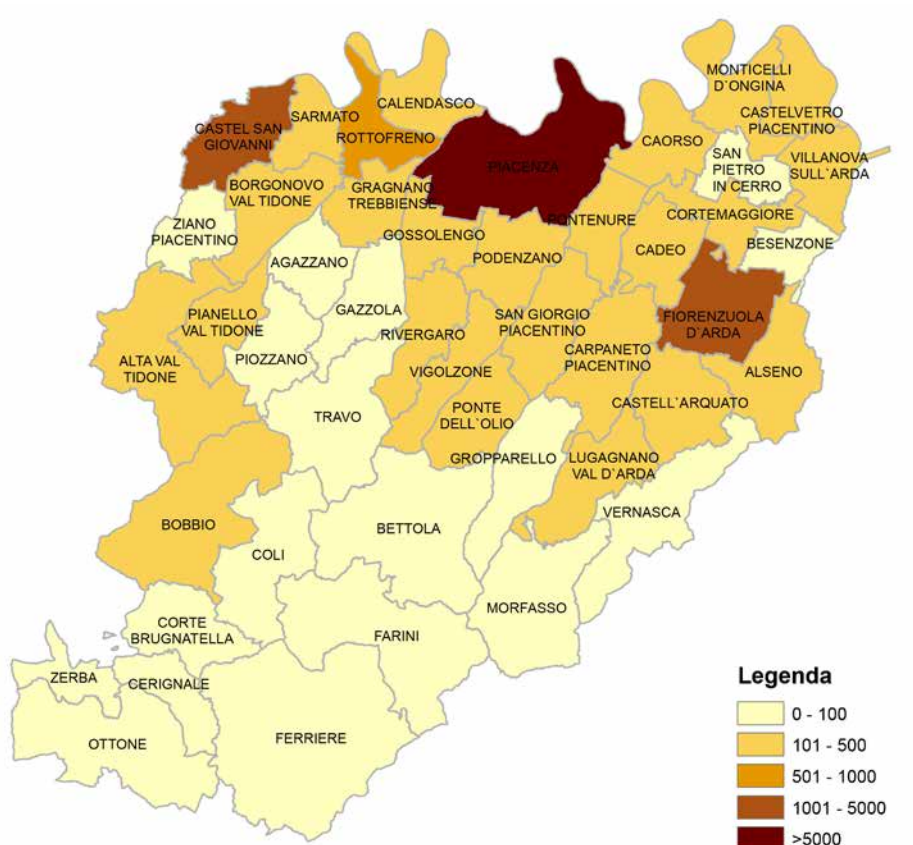 MONTICELLI
D`ONGINA
CALENDASCO
SARMATO
CASTELVETRO
PIACENTINO
CASTEL SAN
GIOVANNI
ROTTOFRENO
CAORSO
SAN
PIETRO
IN CERRO
VILLANOVA
SULL`ARDA
PIACENZA
BORGONOVO
VAL TIDONE
GRAGNANO
TREBBIENSE
ZIANO
PIACENTINO
PONTENURE
CORTEMAGGIORE
GOSSOLENGO
CADEO
BESENZONE
PODENZANO
AGAZZANO
GAZZOLA
PIANELLO
VAL TIDONE
SAN GIORGIO
PIACENTINO
FIORENZUOLA
D`ARDA
RIVERGARO
PIOZZANO
ALTA VAL
TIDONE
CARPANETO
PIACENTINO
VIGOLZONE
ALSENO
CASTELL`ARQUATO
TRAVO
PONTE
DELL`OLIO
GROPPARELLO
LUGAGNANO
VAL D`ARDA
VERNASCA
BOBBIO
BETTOLA
COLI
MORFASSO
CORTE
BRUGNATELLA
FARINI
ZERBA
CERIGNALE
OTTONE
FERRIERE
Legenda
0 - 100
101 - 500
501 - 1000
1001 - 5000
>5000